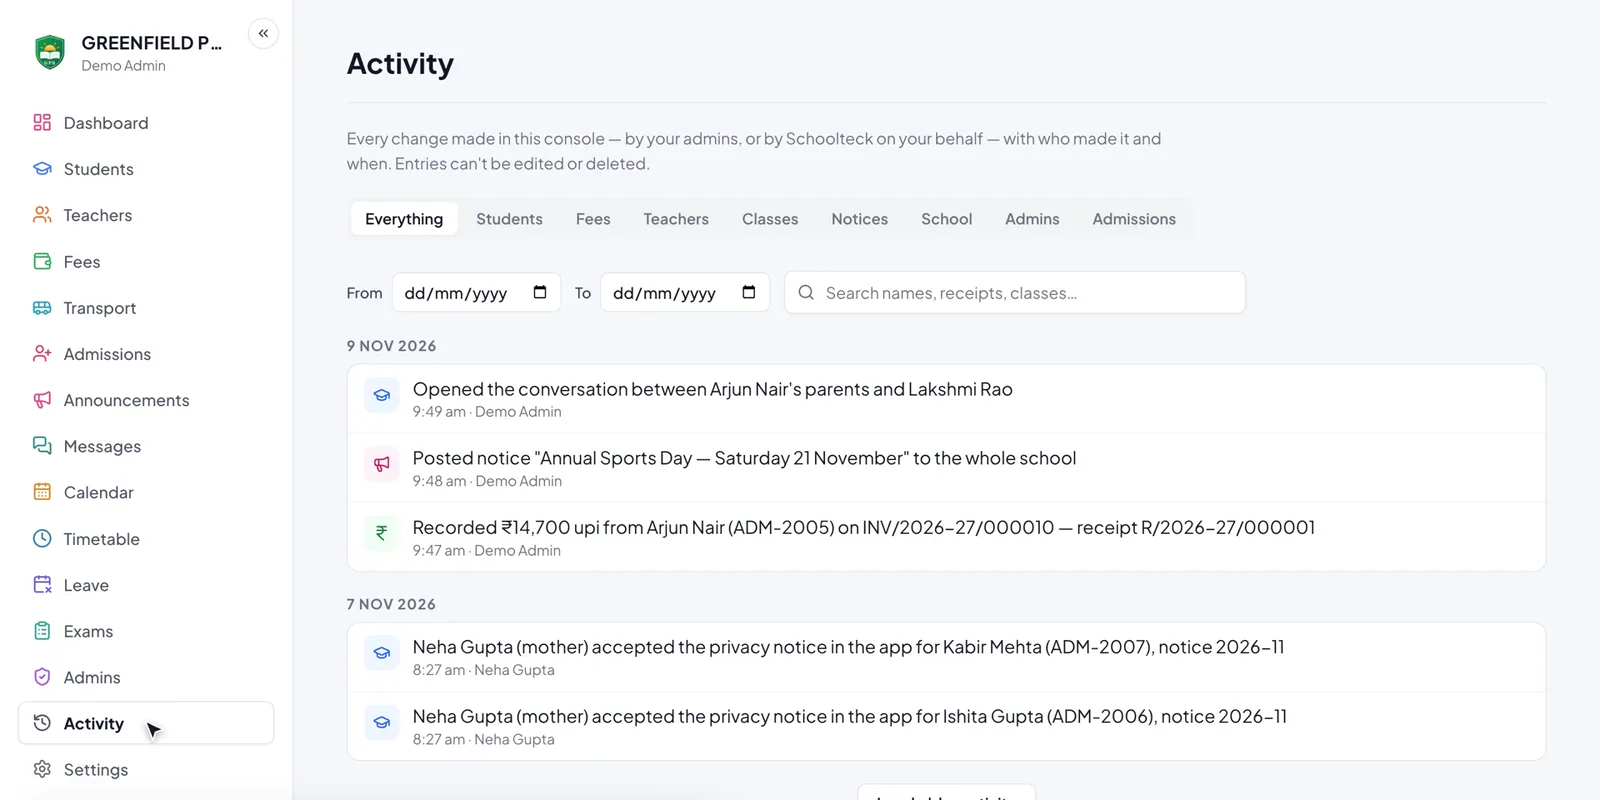 GREENFIELD P...
Demo Admin
Dashboard
Students
Teachers
Fees
Transport
Admissions
Announcements
Messages
Calendar
Timetable
Leave
Exams
Admins
Activity
Settings
Activity
Every change made in this console — by your admins, or by Schoolteck on your behalf — with who made it and
when. Entries can't be edited or deleted.
Everything Students Fees Teachers Classes Notices School Admins Admissions
From dd/mm/yyyy To dd/mm/yyyy Search names, receipts, classes...
9 NOV 2026
Opened the conversation between Arjun Nair's parents and Lakshmi Rao
9:49 am · Demo Admin
Posted notice "Annual Sports Day — Saturday 21 November" to the whole school
9:48 am · Demo Admin
Recorded ₹14,700 upi from Arjun Nair (ADM-2005) on INV/2026-27/000010 — receipt R/2026-27/000001
9:47 am · Demo Admin
7 NOV 2026
Neha Gupta (mother) accepted the privacy notice in the app for Kabir Mehta (ADM-2007), notice 2026-11
8:27 am · Neha Gupta
Neha Gupta (mother) accepted the privacy notice in the app for Ishita Gupta (ADM-2006), notice 2026-11
8:27 am · Neha Gupta